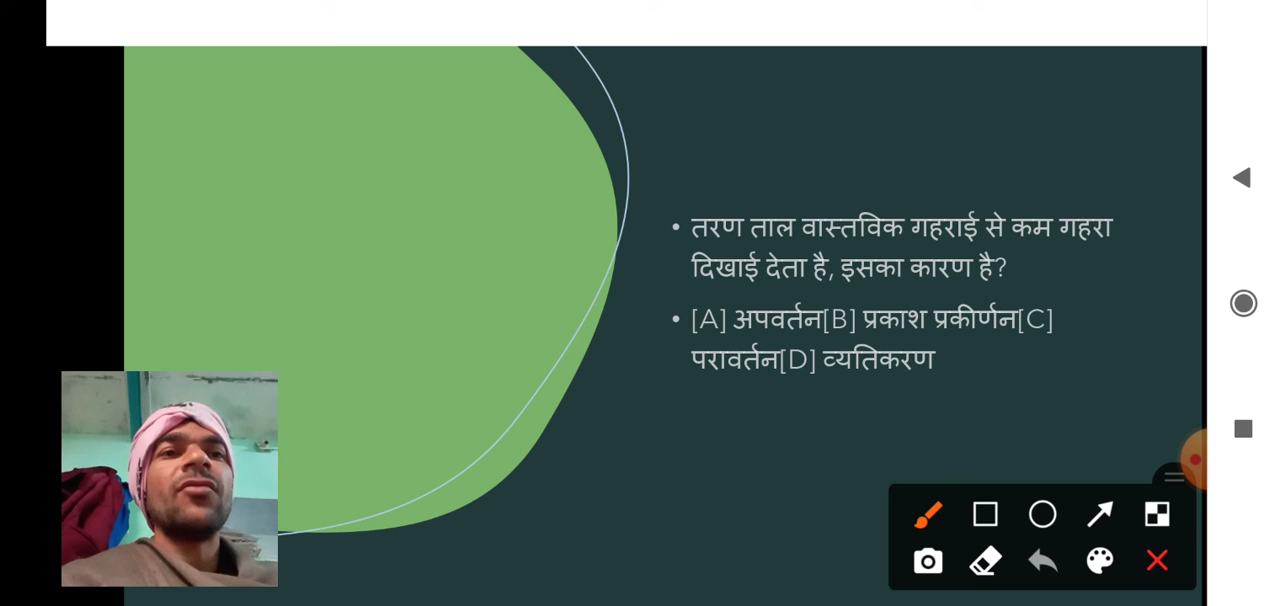 • तरण ताल वास्तविक गहराई से कम गहरा
दिखाई देता है, इसका कारण है?
• [A] अपवर्तन[B] प्रकाश प्रकीर्णन[C]
परावर्तन[D] व्यतिकरण